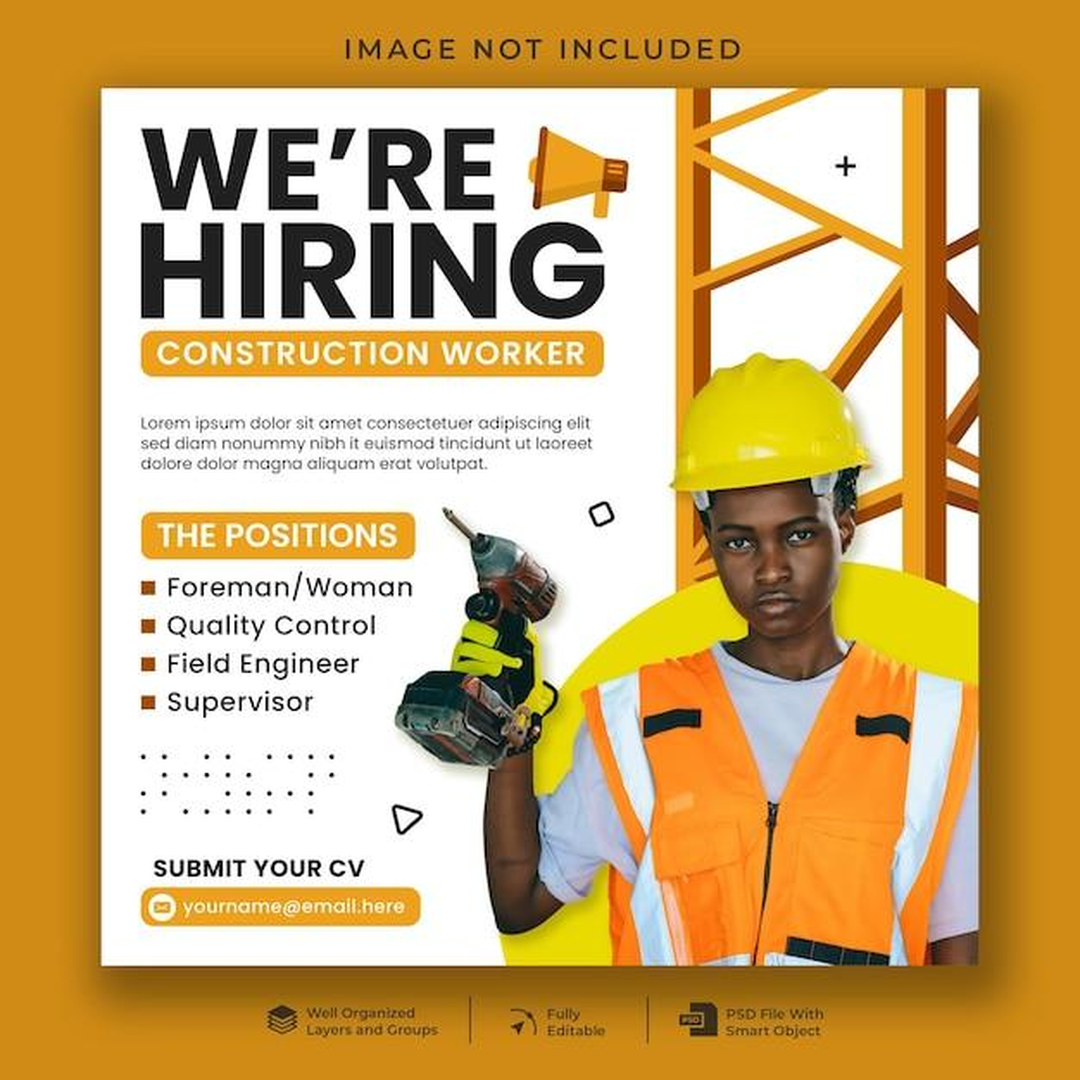 IMAGE NOT INCLUDED
WE’RE
HIRING
CONSTRUCTION WORKER
Lorem ipsum dolor sit amet consectetuer adipiscing elit
sed diam nonummy nibh it euismod tincidunt ut laoreet
dolore dolor magna aliquam erat volutpat.
THE POSITIONS
Foreman/Woman
Quality Control
Field Engineer
Supervisor
SUBMIT YOUR CV
yourname@email.here
Well Organized
Layers and Groups
Fully
Editable
PSD
PSD File With
Smart Object